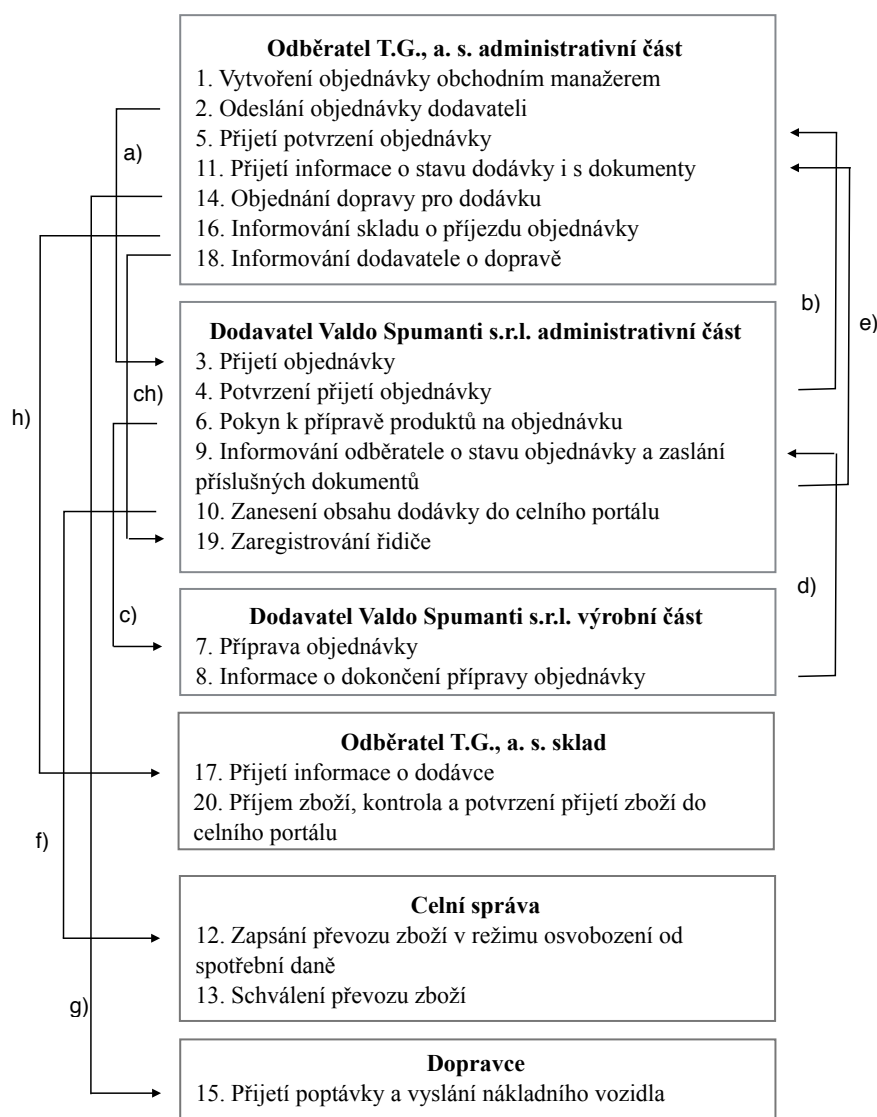 Odběratel T.G., a. s. administrativní část
1. Vytvoření objednávky obchodním manažerem
2. Odeslání objednávky dodavateli
5. Přijetí potvrzení objednávky
11. Přijetí informace o stavu dodávky i s dokumenty
14. Objednání dopravy pro dodávku
16. Informování skladu o příjezdu objednávky
18. Informování dodavatele o dopravě
a)
b)
e)
Dodavatel Valdo Spumanti s.r.l. administrativní část
3. Přijetí objednávky
4. Potvrzení přijetí objednávky
6. Pokyn k přípravě produktů na objednávku
9. Informování odběratele o stavu objednávky a zaslání
příslušných dokumentů
10. Zanesení obsahu dodávky do celního portálu
19. Zaregistrování řidiče
ch)
h)
d)
c)
Dodavatel Valdo Spumanti s.r.l. výrobní část
7. Příprava objednávky
8. Informace o dokončení přípravy objednávky
Odběratel T.G., a. s. sklad
17. Přijetí informace o dodávce
20. Příjem zboží, kontrola a potvrzení přijetí zboží do
celního portálu
f)
Celní správa
12. Zapsání převozu zboží v režimu osvobození od
spotřební daně
13. Schválení převozu zboží
g)
Dopravce
15. Přijetí poptávky a vyslání nákladního vozidla